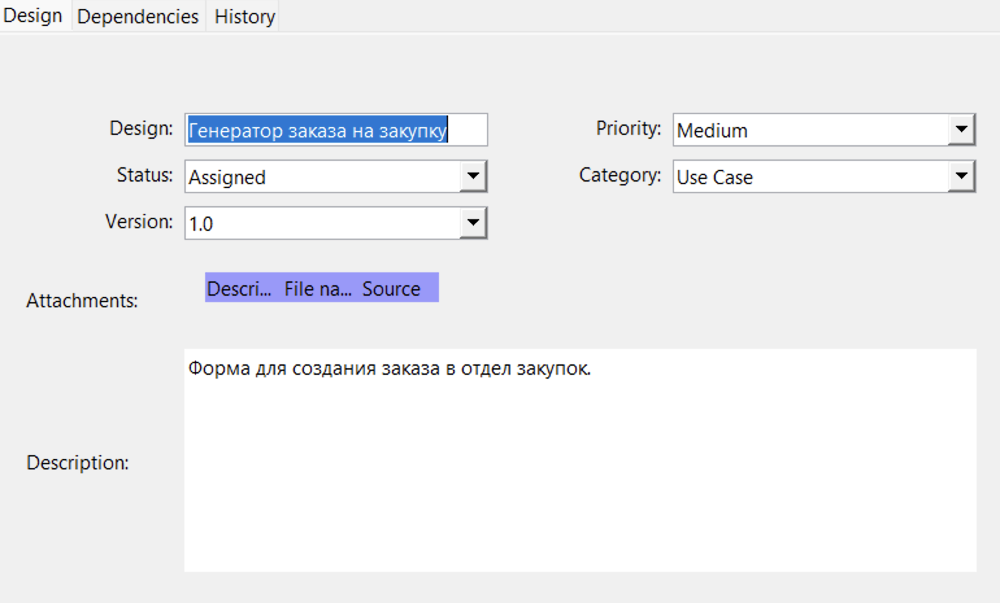 Design Dependencies History
Design: Генератор заказа на закупку Priority: Medium
Status: Assigned Category: Use Case
Version: 1.0
Attachments: Descri... File na... Source
Форма для создания заказа в отдел закупок.
Description: